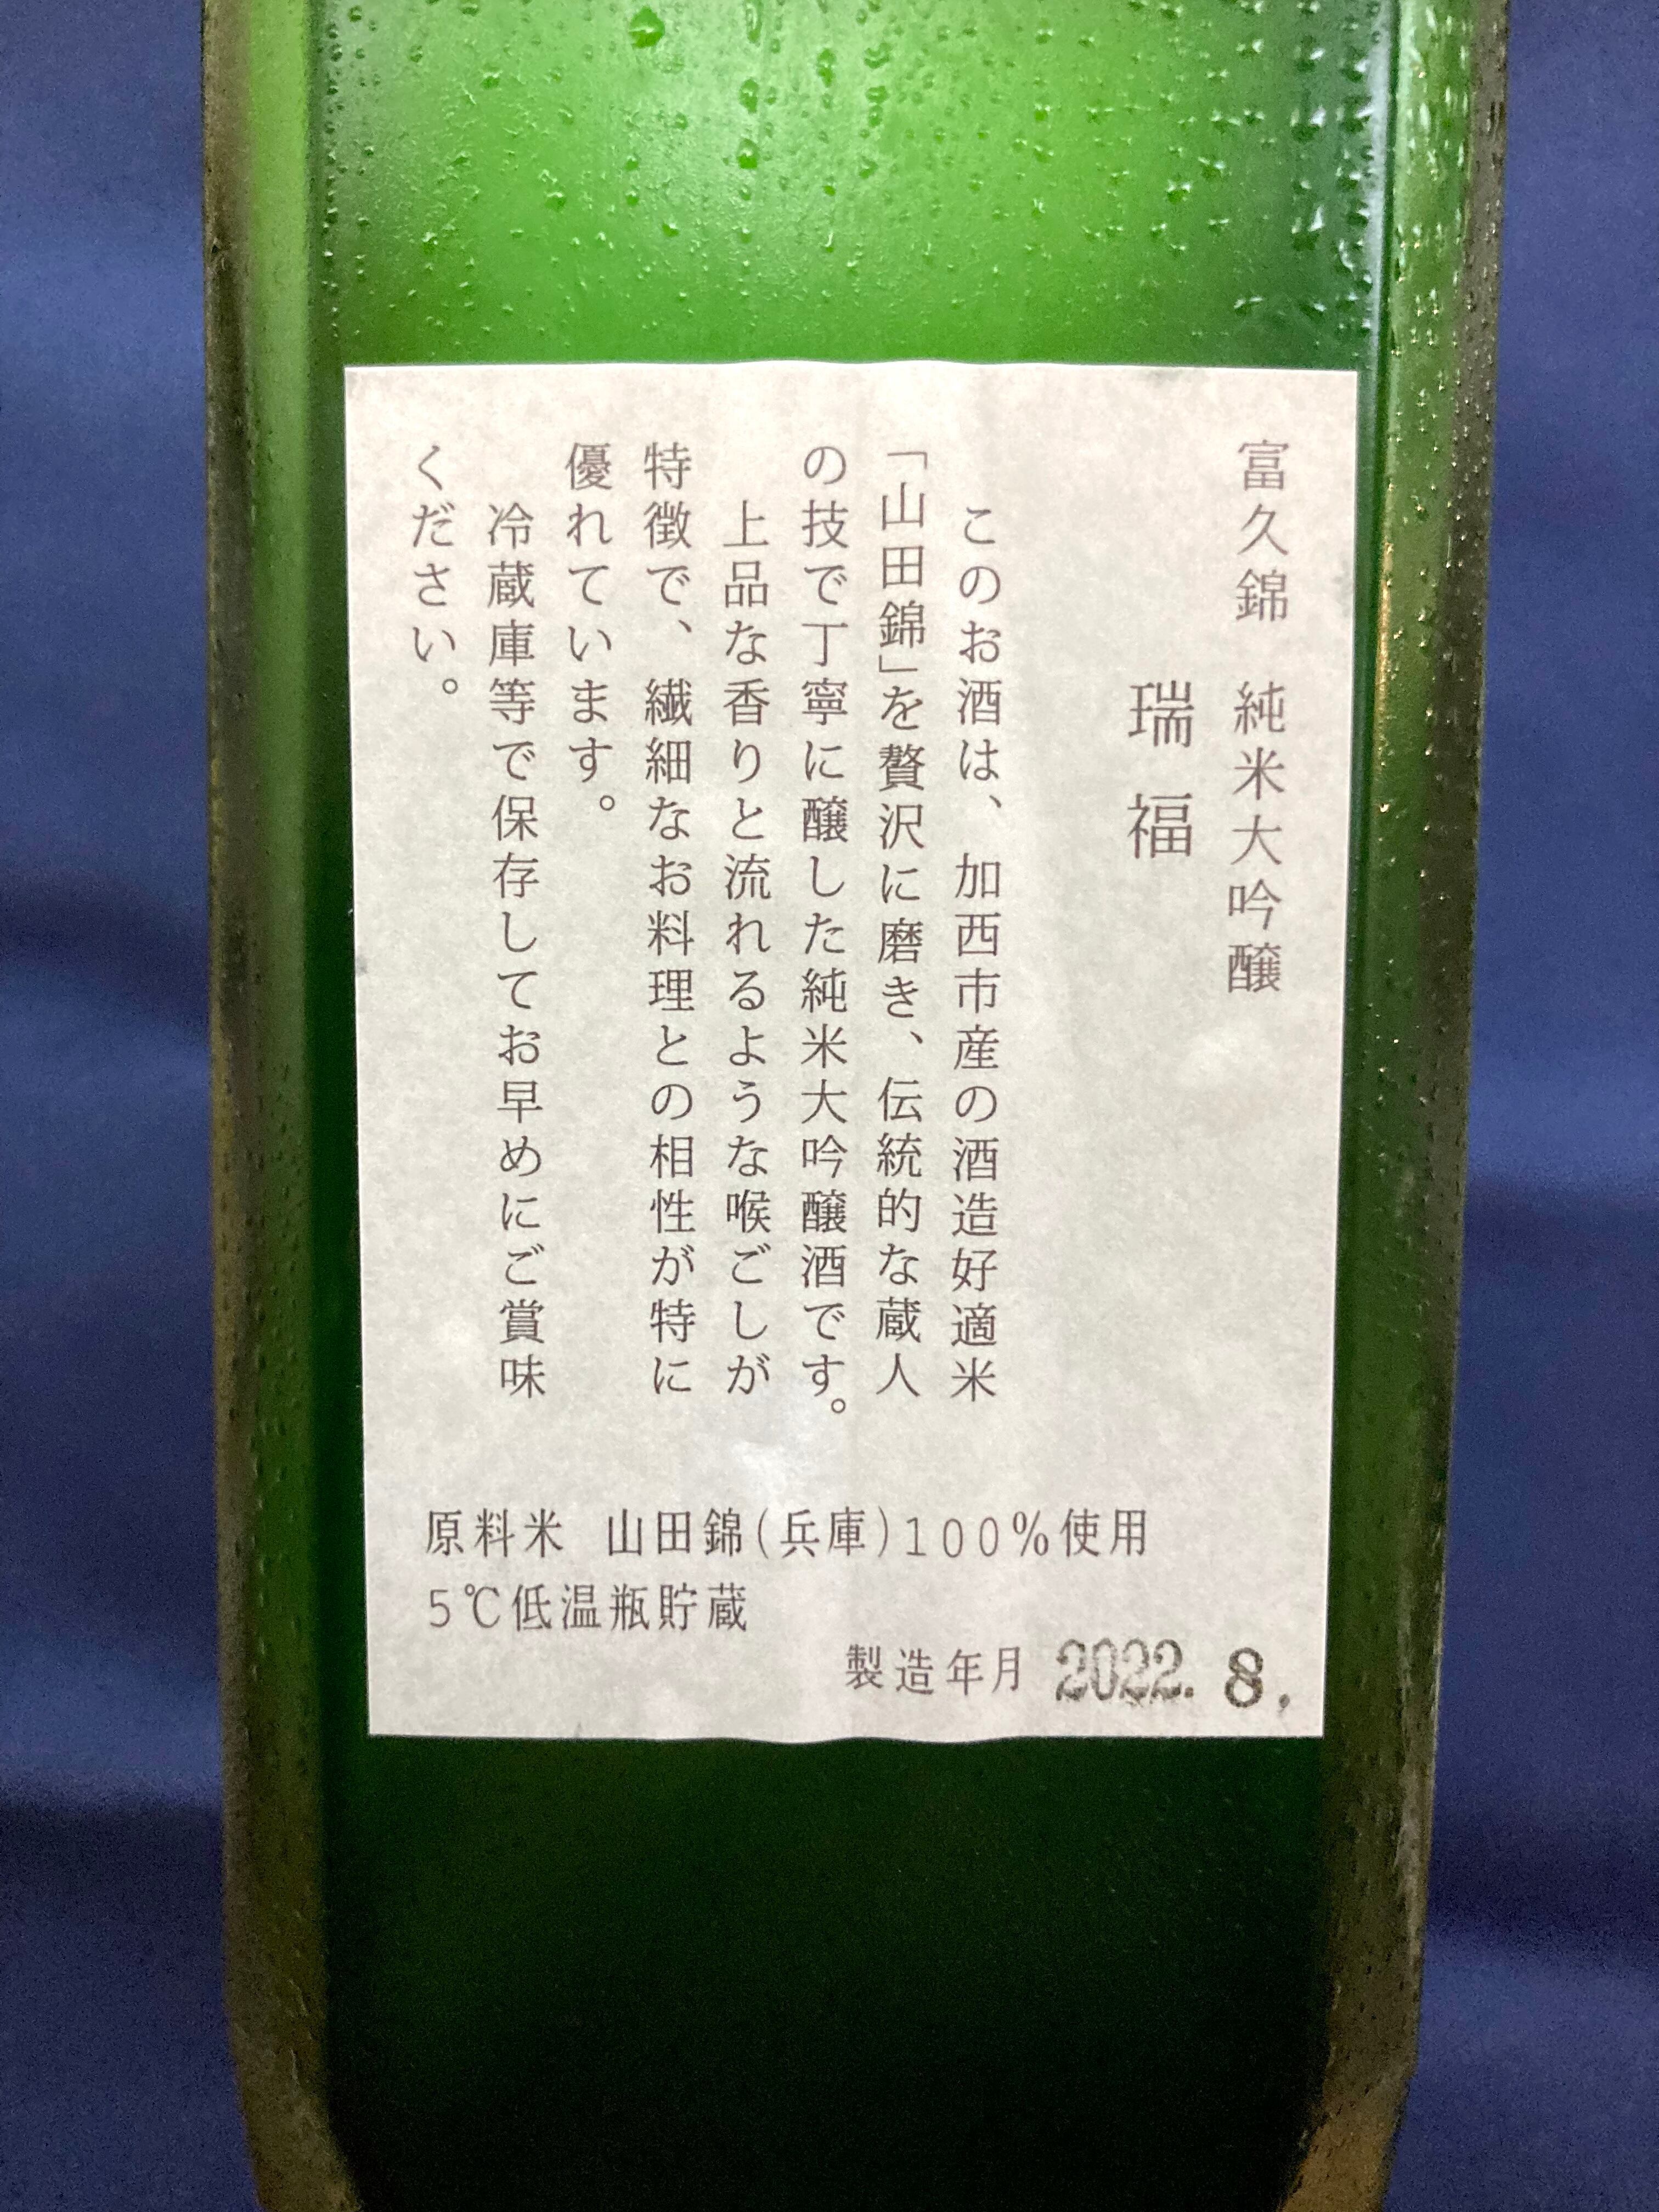 富久錦　純米大吟醸
瑞福
このお酒は、加西市産の酒造好適米
「山田錦」を贅沢に磨き、伝統的な蔵人
の技で丁寧に醸した純米大吟醸酒です。
上品な香りと流れるような喉ごしが
特徴で、繊細なお料理との相性が特に
優れています。
冷蔵庫等で保存してお早めにご賞味
ください。
原料米　山田錦(兵庫)100%使用
5℃低温瓶貯蔵
製造年月 2022. 8.